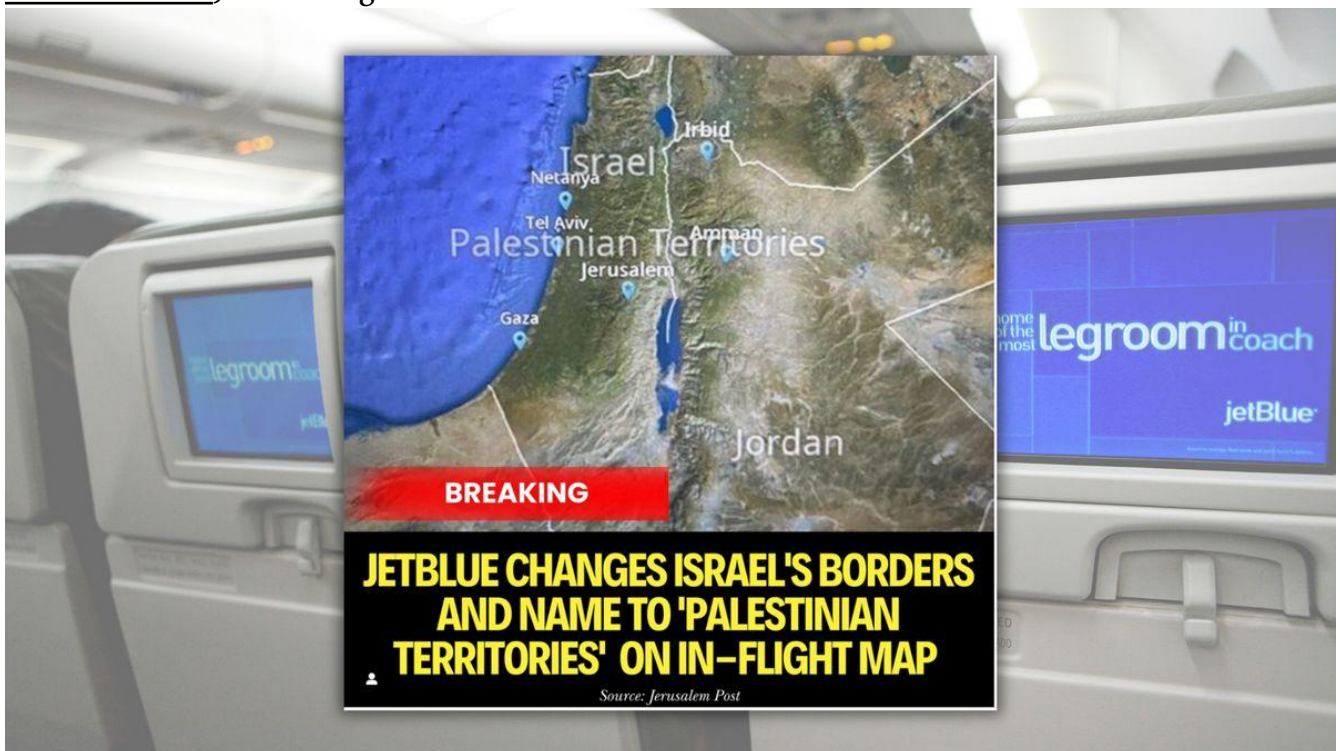 Irbid
Israel
Netanya
Tel Aviv
Amman
Palestinian Territories
Jerusalem
Gaza
Jordan
BREAKING
JETBLUE CHANGES ISRAEL'S BORDERS
AND NAME TO 'PALESTINIAN
TERRITORIES' ON IN-FLIGHT MAP
Source: Jerusalem Post
legroom
home
of the
most
legroom in
coach
jetBlue